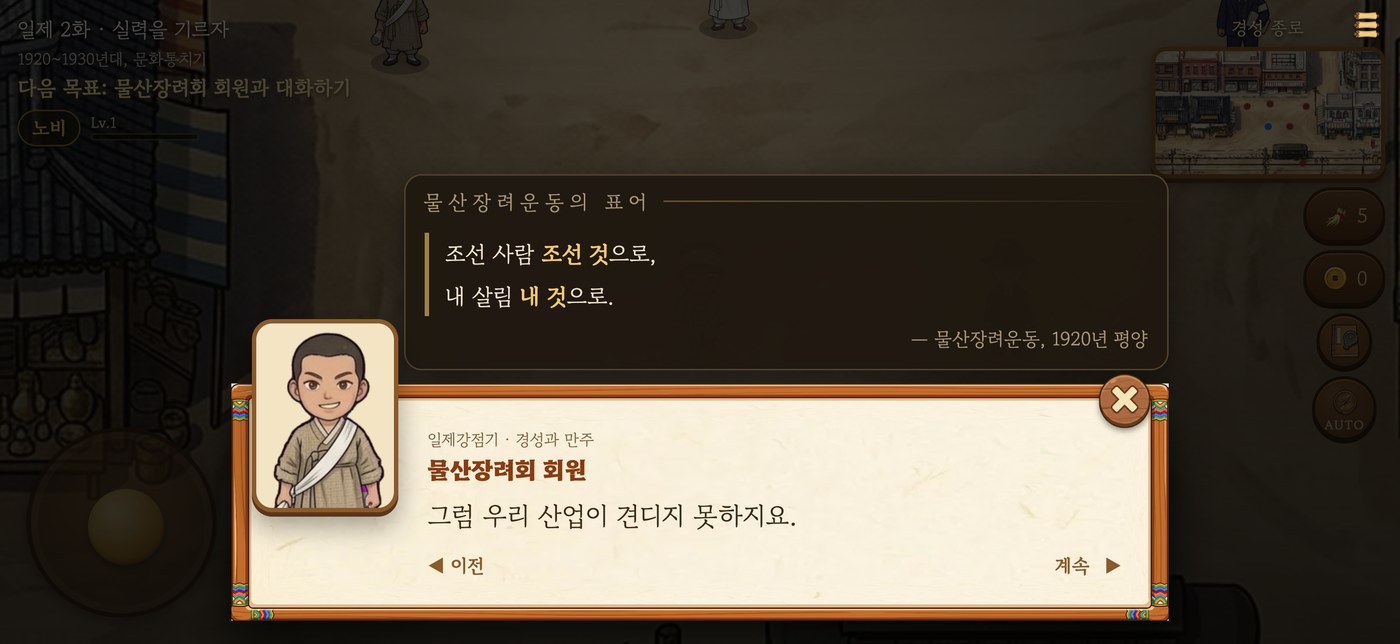 일제 2화 · 실력을 기르자
1920~1930년대, 문화통치기
다음 목표: 물산장려회 회원과 대화하기
노비 Lv.1
경성 종로
5
0
AUTO
물산장려운동의 표어
조선 사람 조선 것으로,
내 살림 내 것으로.
— 물산장려운동, 1920년 평양
일제강점기 · 경성과 만주
물산장려회 회원
그럼 우리 산업이 견디지 못하지요.
◀ 이전
계속 ▶